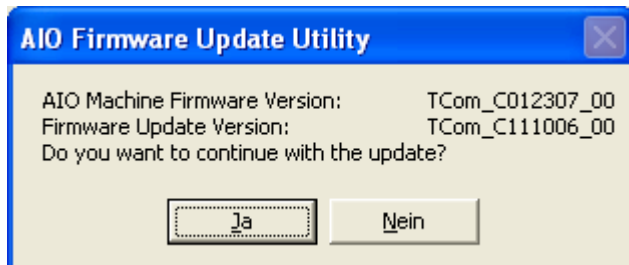 AIO Firmware Update Utility
AIO Machine Firmware Version: TCom_C012307_00
Firmware Update Version: TCom_C111006_00
Do you want to continue with the update?
Ja Nein